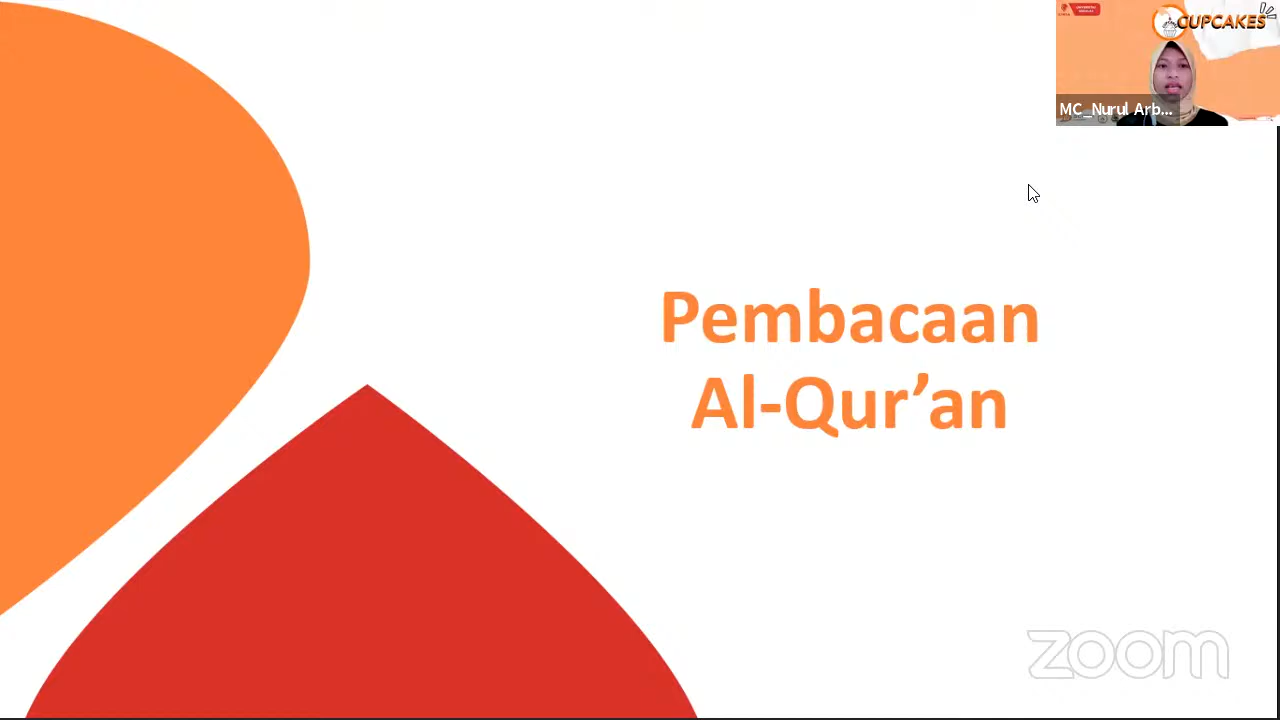 CUPCAKES
MC_Nurul Arb...
Pembacaan
Al-Qur’an
zoom